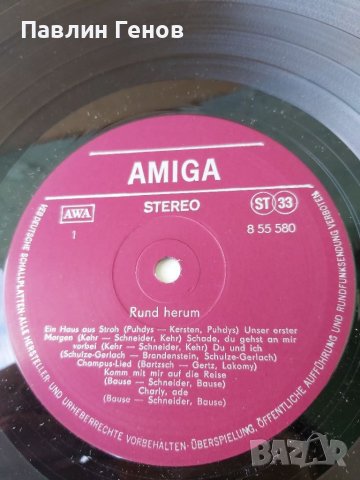 Павлин Генов
AMIGA
AWA
STEREO
ST 33
1
8 55 580
Rund herum
Ein Haus aus Stroh (Puhdys — Kersten, Puhdys) Unser erster
Morgen (Kehr — Schneider, Kehr) Schade, du gehst an mir
vorbei (Kehr — Schneider, Kehr) Du und ich
(Schulze-Gerlach — Brandenstein, Schulze-Gerlach)
Champus-Lied (Bartzsch — Gertz, Lakomy)
Komm mit mir auf die Reise
(Bause — Schneider, Bause)
Charly, ade
(Bause — Schneider, Bause)
VEB DEUTSCHE SCHALLPLATTEN · ALLE HERSTELLER- UND URHEBERRECHTE VORBEHALTEN · ÜBERSPIELUNG, ÖFFENTLICHE AUFFÜHRUNG UND RUNDFUNKSENDUNG VERBOTEN
BAZAR
bg